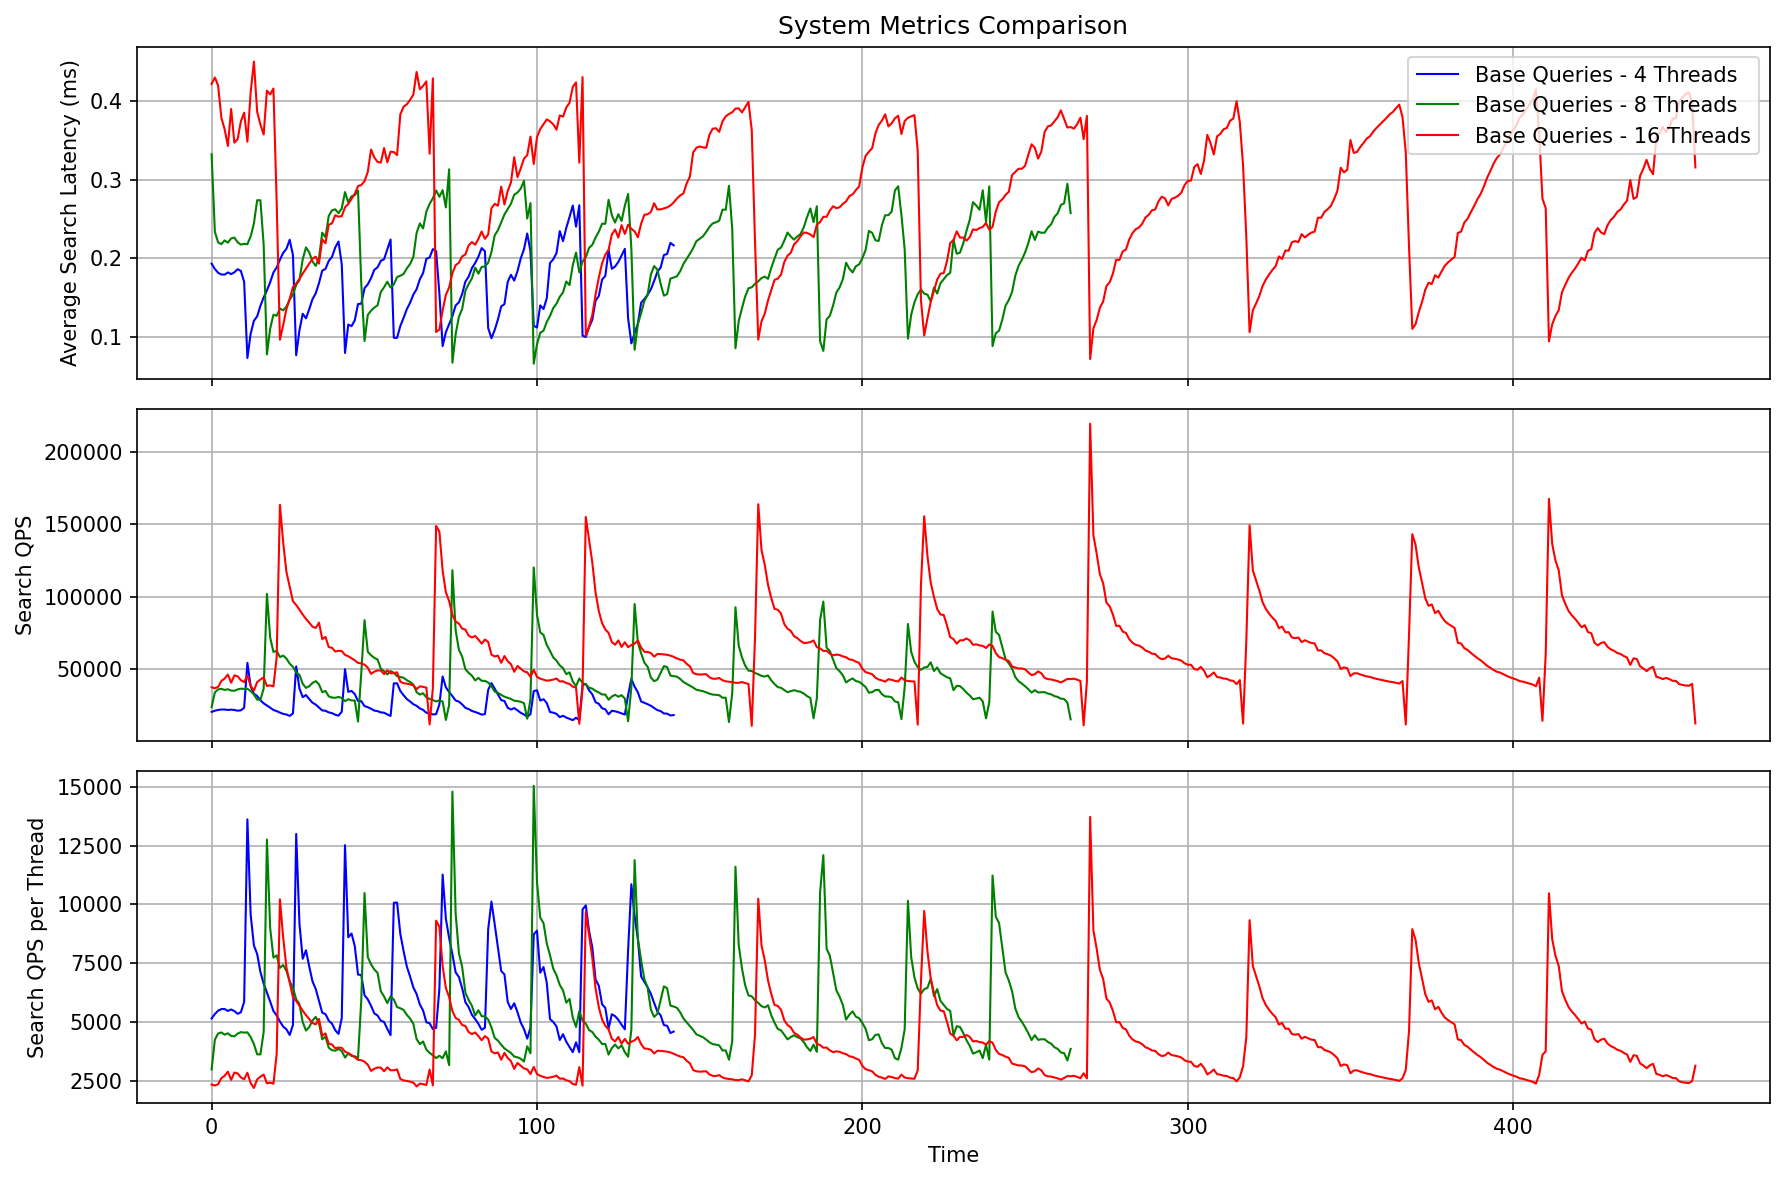 System Metrics Comparison
Average Search Latency (ms)
0.4
0.3
0.2
0.1
Base Queries - 4 Threads
Base Queries - 8 Threads
Base Queries - 16 Threads
Search QPS
200000
150000
100000
50000
Search QPS per Thread
15000
12500
10000
7500
5000
2500
0
100
200
300
400
Time